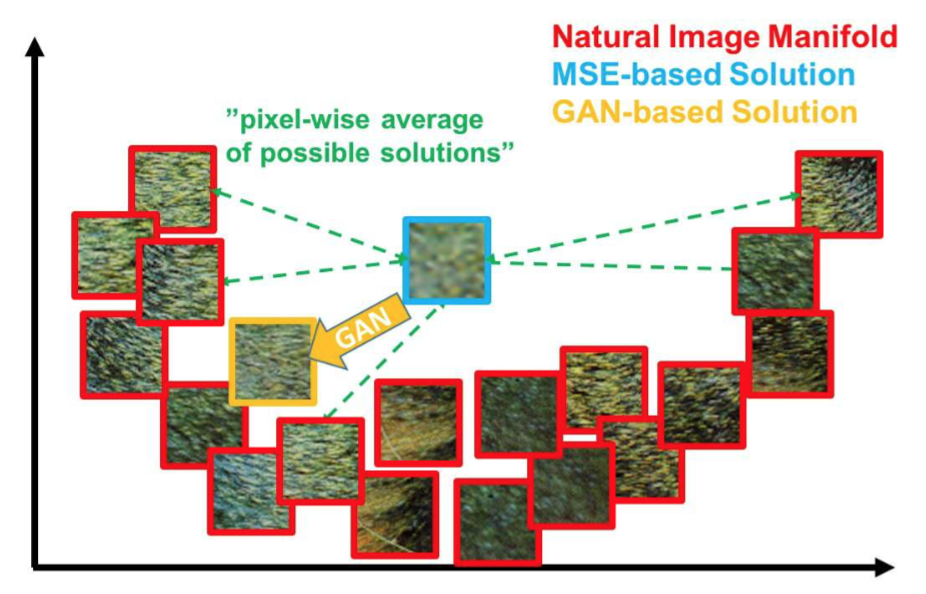 Natural Image Manifold
MSE-based Solution
GAN-based Solution
”pixel-wise average
of possible solutions”
GAN